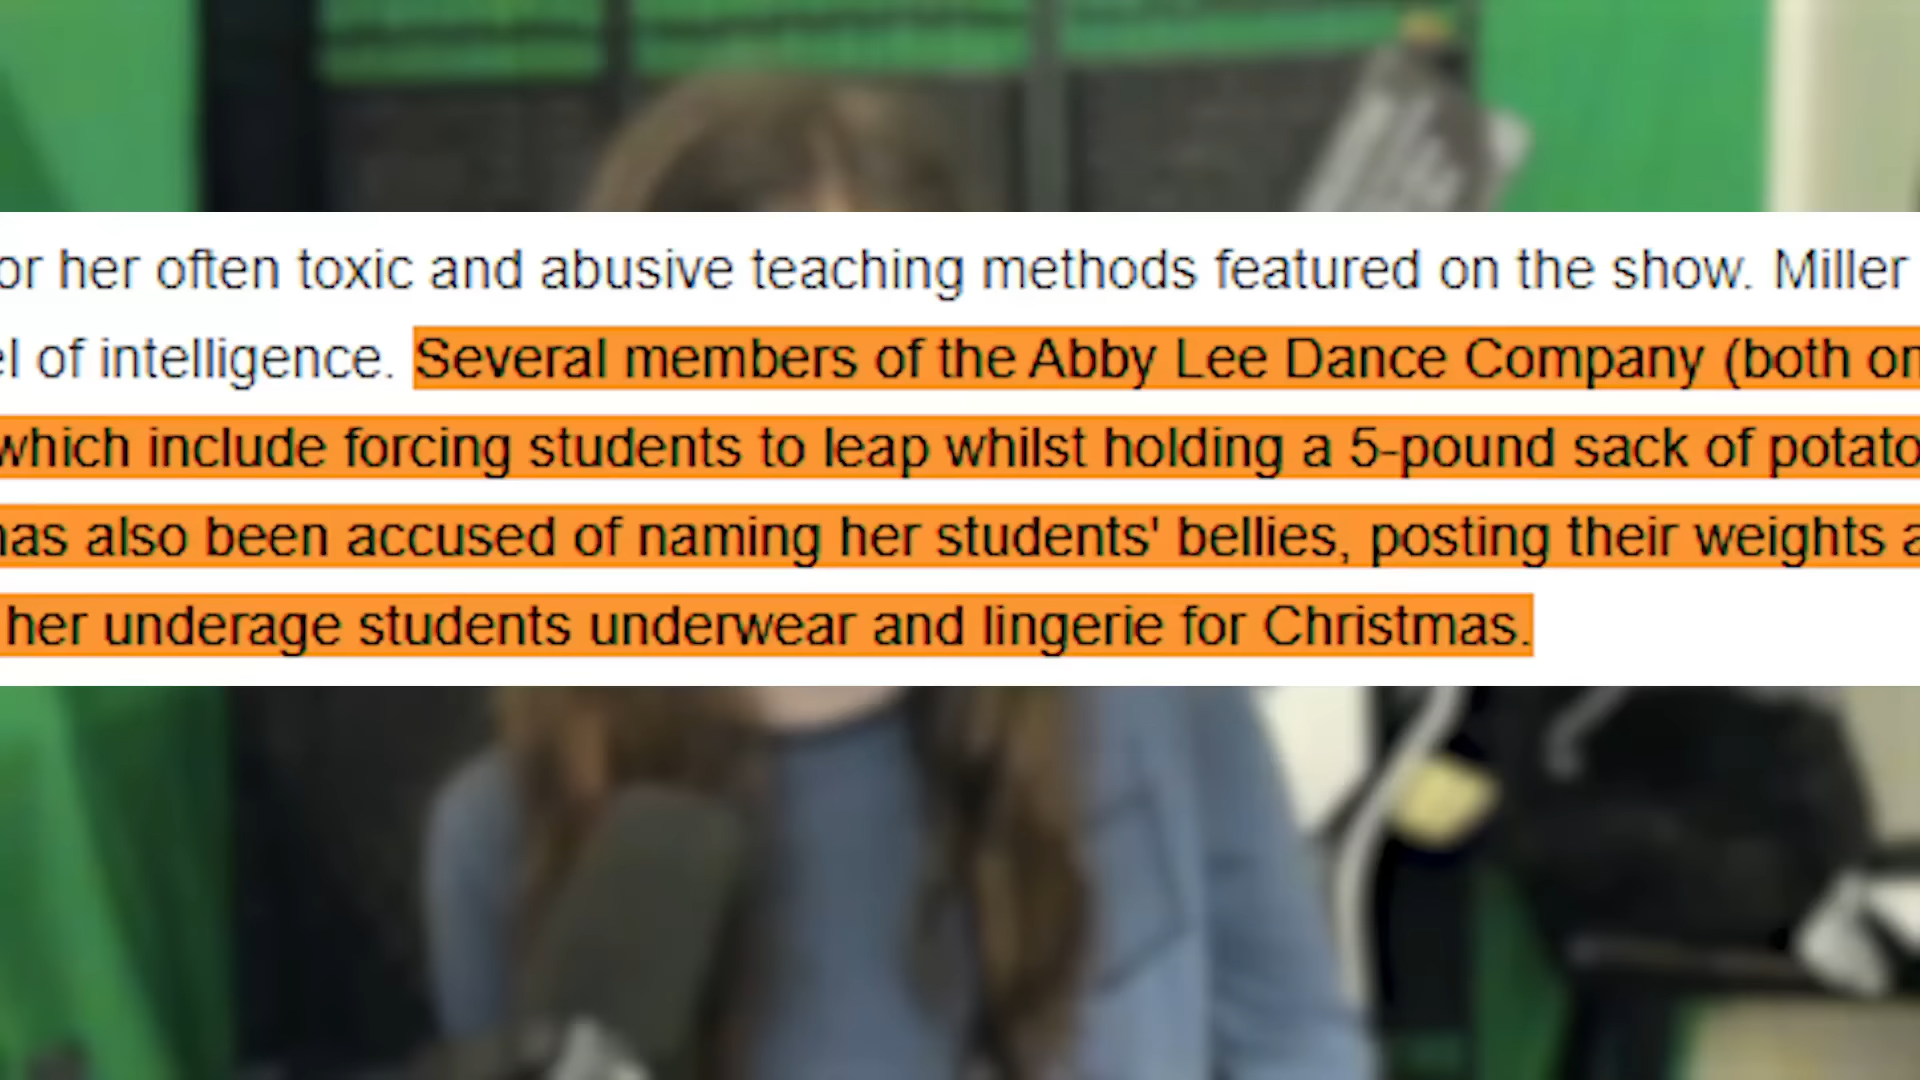 or her often toxic and abusive teaching methods featured on the show. Miller
el of intelligence. Several members of the Abby Lee Dance Company (both on
which include forcing students to leap whilst holding a 5-pound sack of potato
has also been accused of naming her students' bellies, posting their weights a
her underage students underwear and lingerie for Christmas.